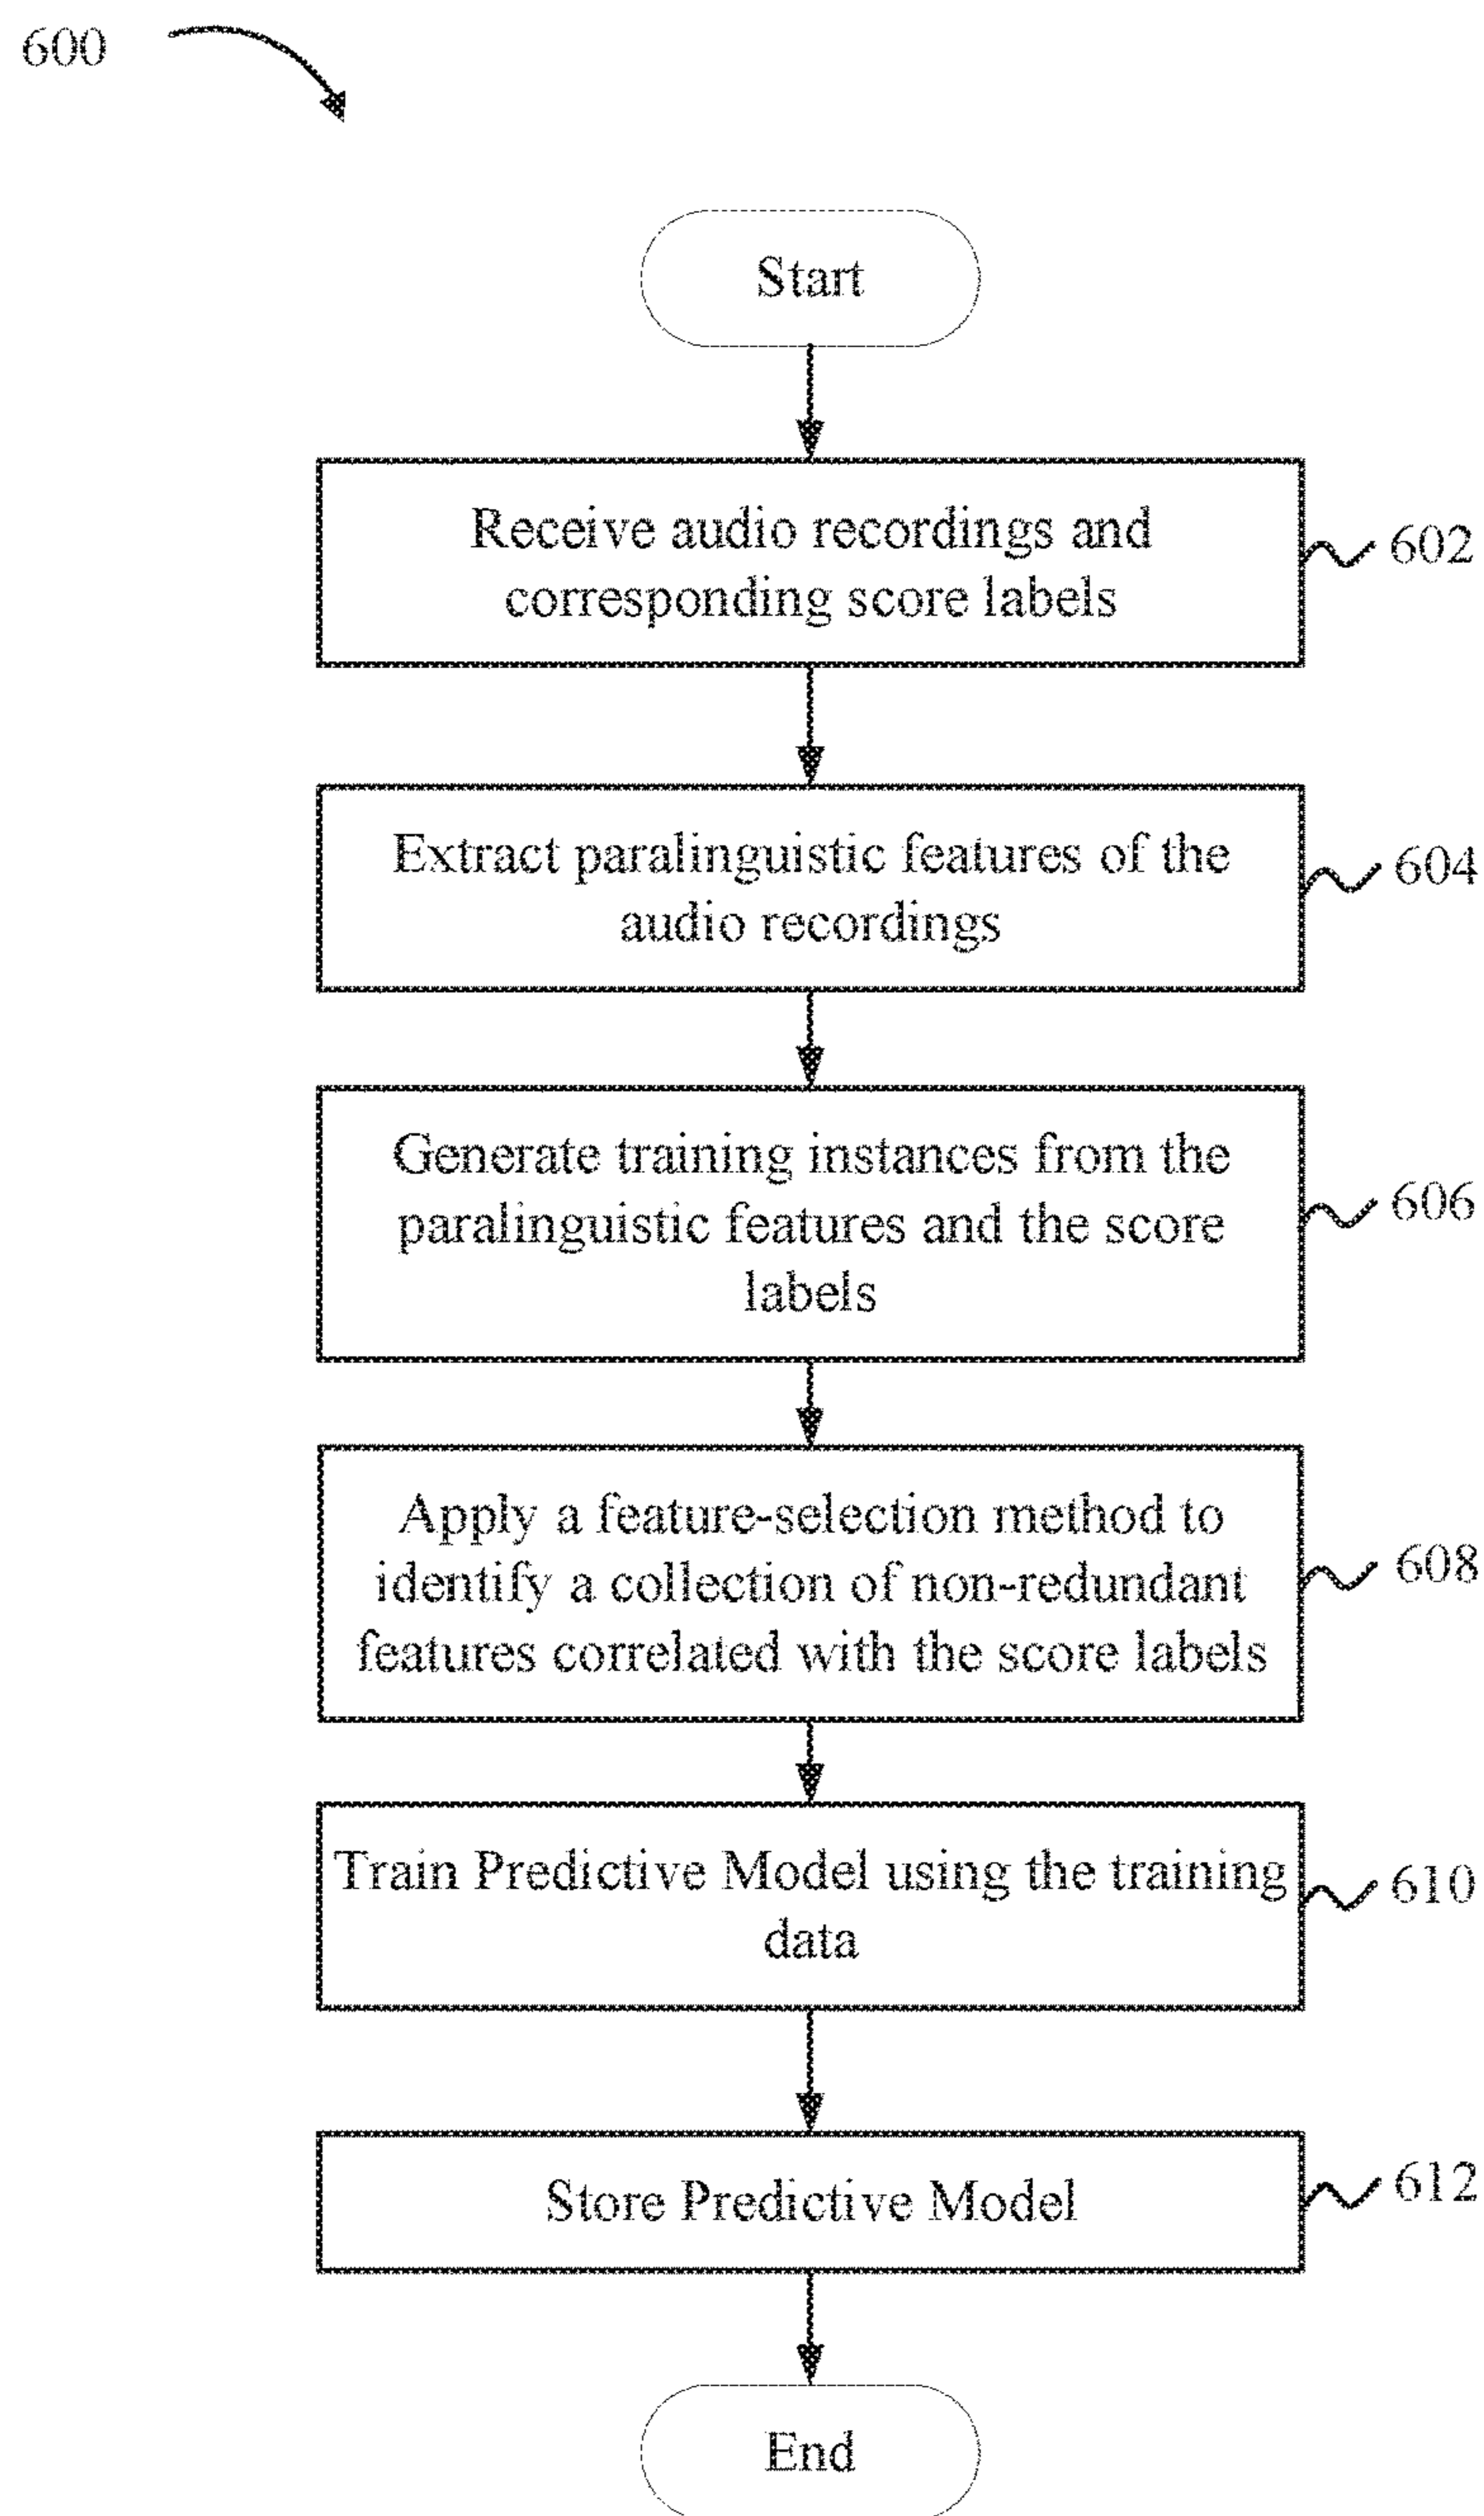 600
Start
Receive audio recordings and
corresponding score labels
602
Extract paralinguistic features of the
audio recordings
604
Generate training instances from the
paralinguistic features and the score
labels
606
Apply a feature-selection method to
identify a collection of non-redundant
features correlated with the score labels
608
Train Predictive Model using the training
data
610
Store Predictive Model
612
End